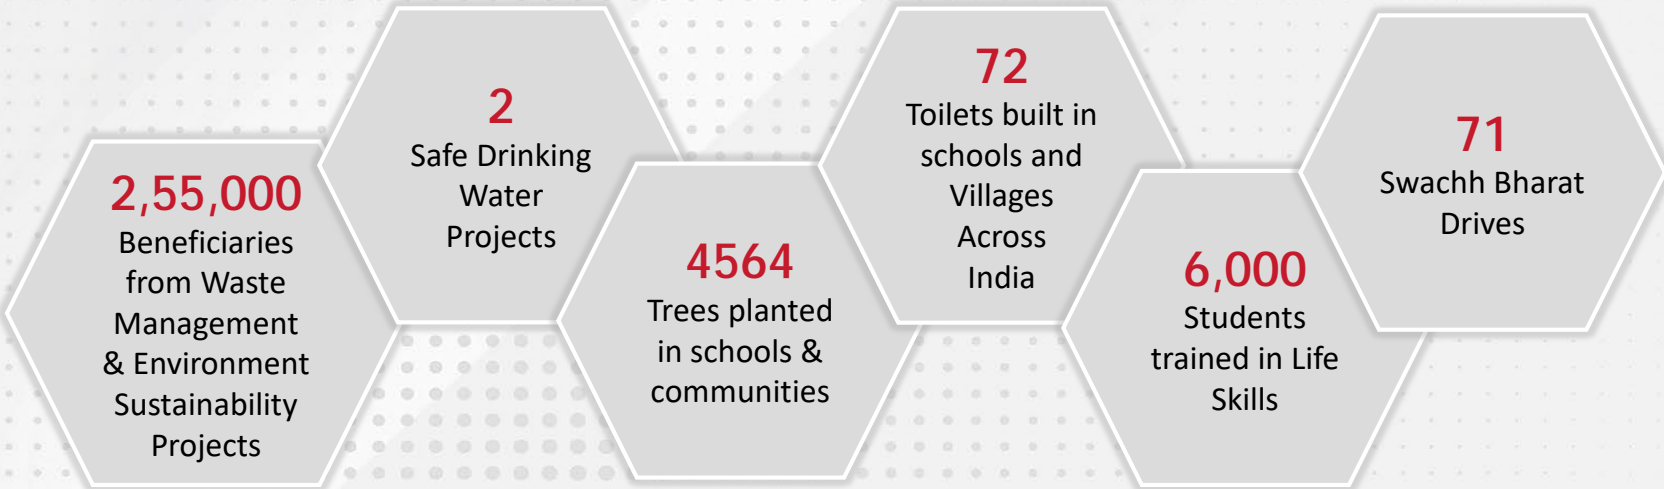 2,55,000
Beneficiaries
from Waste
Management
& Environment
Sustainability
Projects
2
Safe Drinking
Water
Projects
4564
Trees planted
in schools &
communities
72
Toilets built in
schools and
Villages
Across
India
6,000
Students
trained in Life
Skills
71
Swachh Bharat
Drives